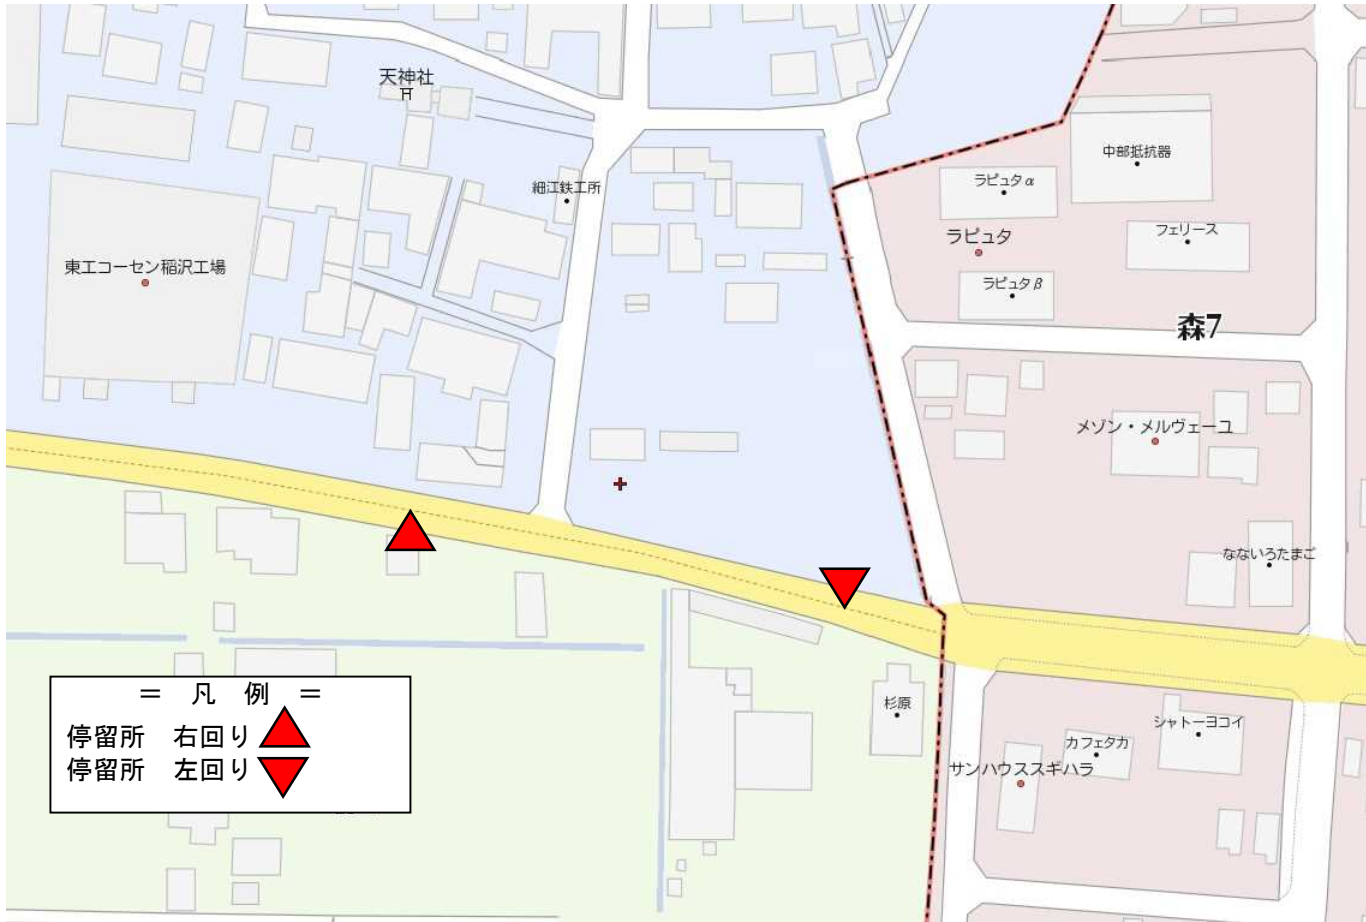 天神社
中部抵抗器
ラピュタα
細江鉄工所
フェリース
ラピュタ
東エコーセン稲沢工場
ラピュタβ
森7
メゾン・メルヴェーユ
なないろたまご
= 凡 例 =
停留所 右回り
停留所 左回り
杉原
シャトーヨコイ
カフェタカ
サンハウススギハラ